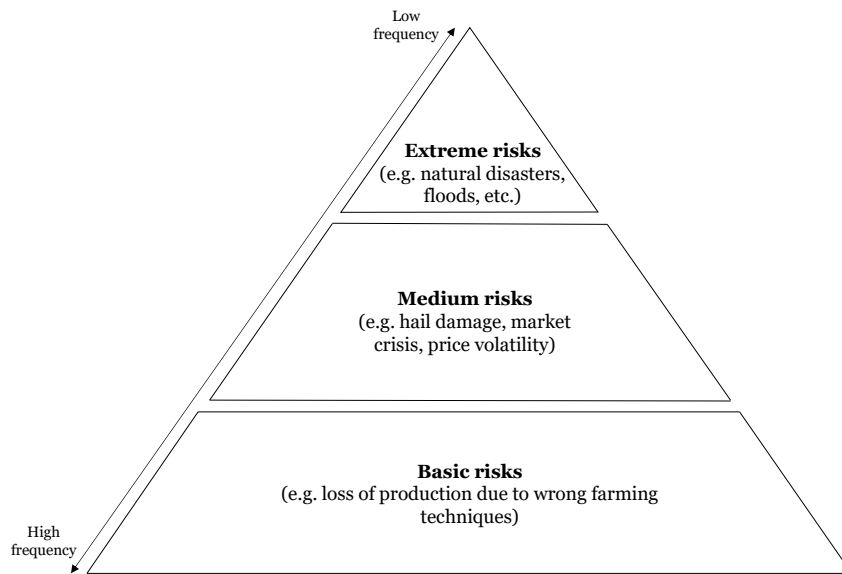 Low
frequency
Extreme risks
(e.g. natural disasters,
floods, etc.)
Medium risks
(e.g. hail damage, market
crisis, price volatility)
Basic risks
(e.g. loss of production due to wrong farming
techniques)
High
frequency